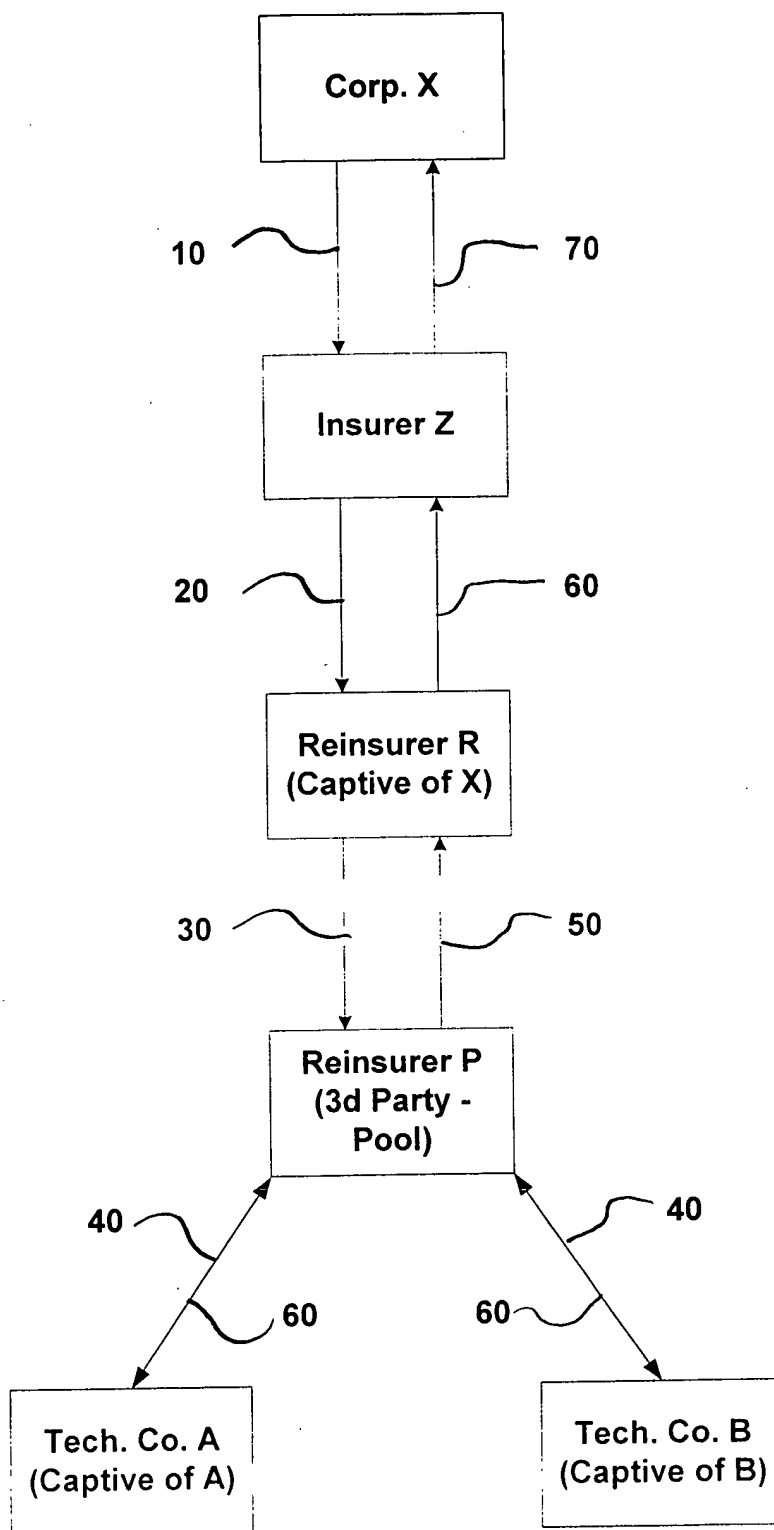 Corp. X
10
70
Insurer Z
20
60
Reinsurer R
(Captive of X)
30
50
Reinsurer P
(3d Party -
Pool)
40
40
60
60
Tech. Co. A
(Captive of A)
Tech. Co. B
(Captive of B)